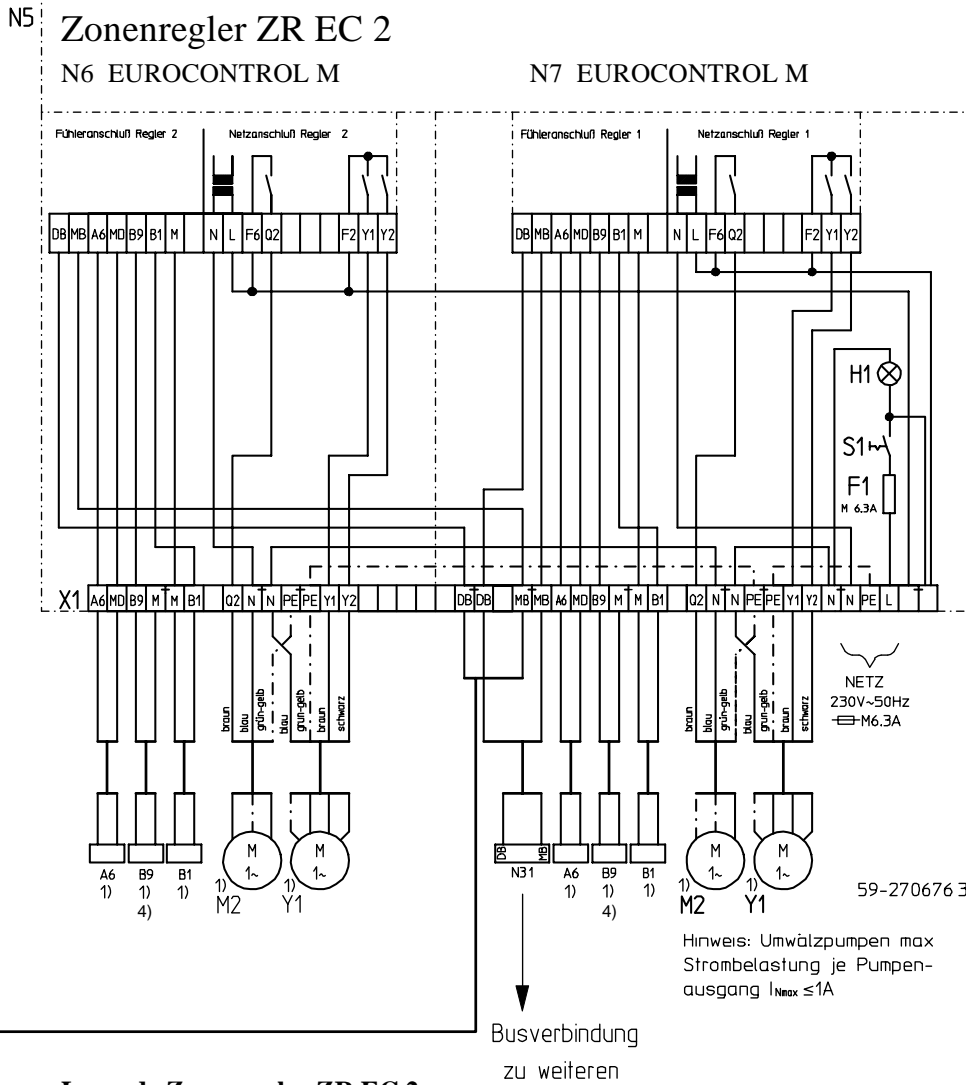 N5
Zonenregler ZR EC 2
N6 EUROCONTROL M
N7 EUROCONTROL M
Fühleranschluß Regler 2
Netzanschluß Regler 2
Fühleranschluß Regler 1
Netzanschluß Regler 1
DB MB A6 MD B9 B1 M N L F6 Q2 F2 Y1 Y2
DB MB A6 MD B9 B1 M N L F6 Q2 F2 Y1 Y2
H1
S1
F1
M 6.3A
X1 A6 MD B9 M M B1 Q2 N N PE PE Y1 Y2 DB DB MB MB A6 MD B9 M M B1 Q2 N N PE PE Y1 Y2 N N PE L
braun
blau
grün-gelb
blau
grün-gelb
braun
schwarz
braun
blau
grün-gelb
blau
grün-gelb
braun
schwarz
NETZ
230V~50Hz
M6.3A
A6
1)
B9
1)
4)
B1
1)
M
1~
1)
M2
M
1~
1)
Y1
DB
MB
N31
A6
1)
B9
1)
4)
B1
1)
M
1~
1)
M2
M
1~
1)
Y1
59-270676 3
Hinweis: Umwälzpumpen max
Strombelastung je Pumpen-
ausgang INmax ≤1A
Busverbindung
zu weiteren